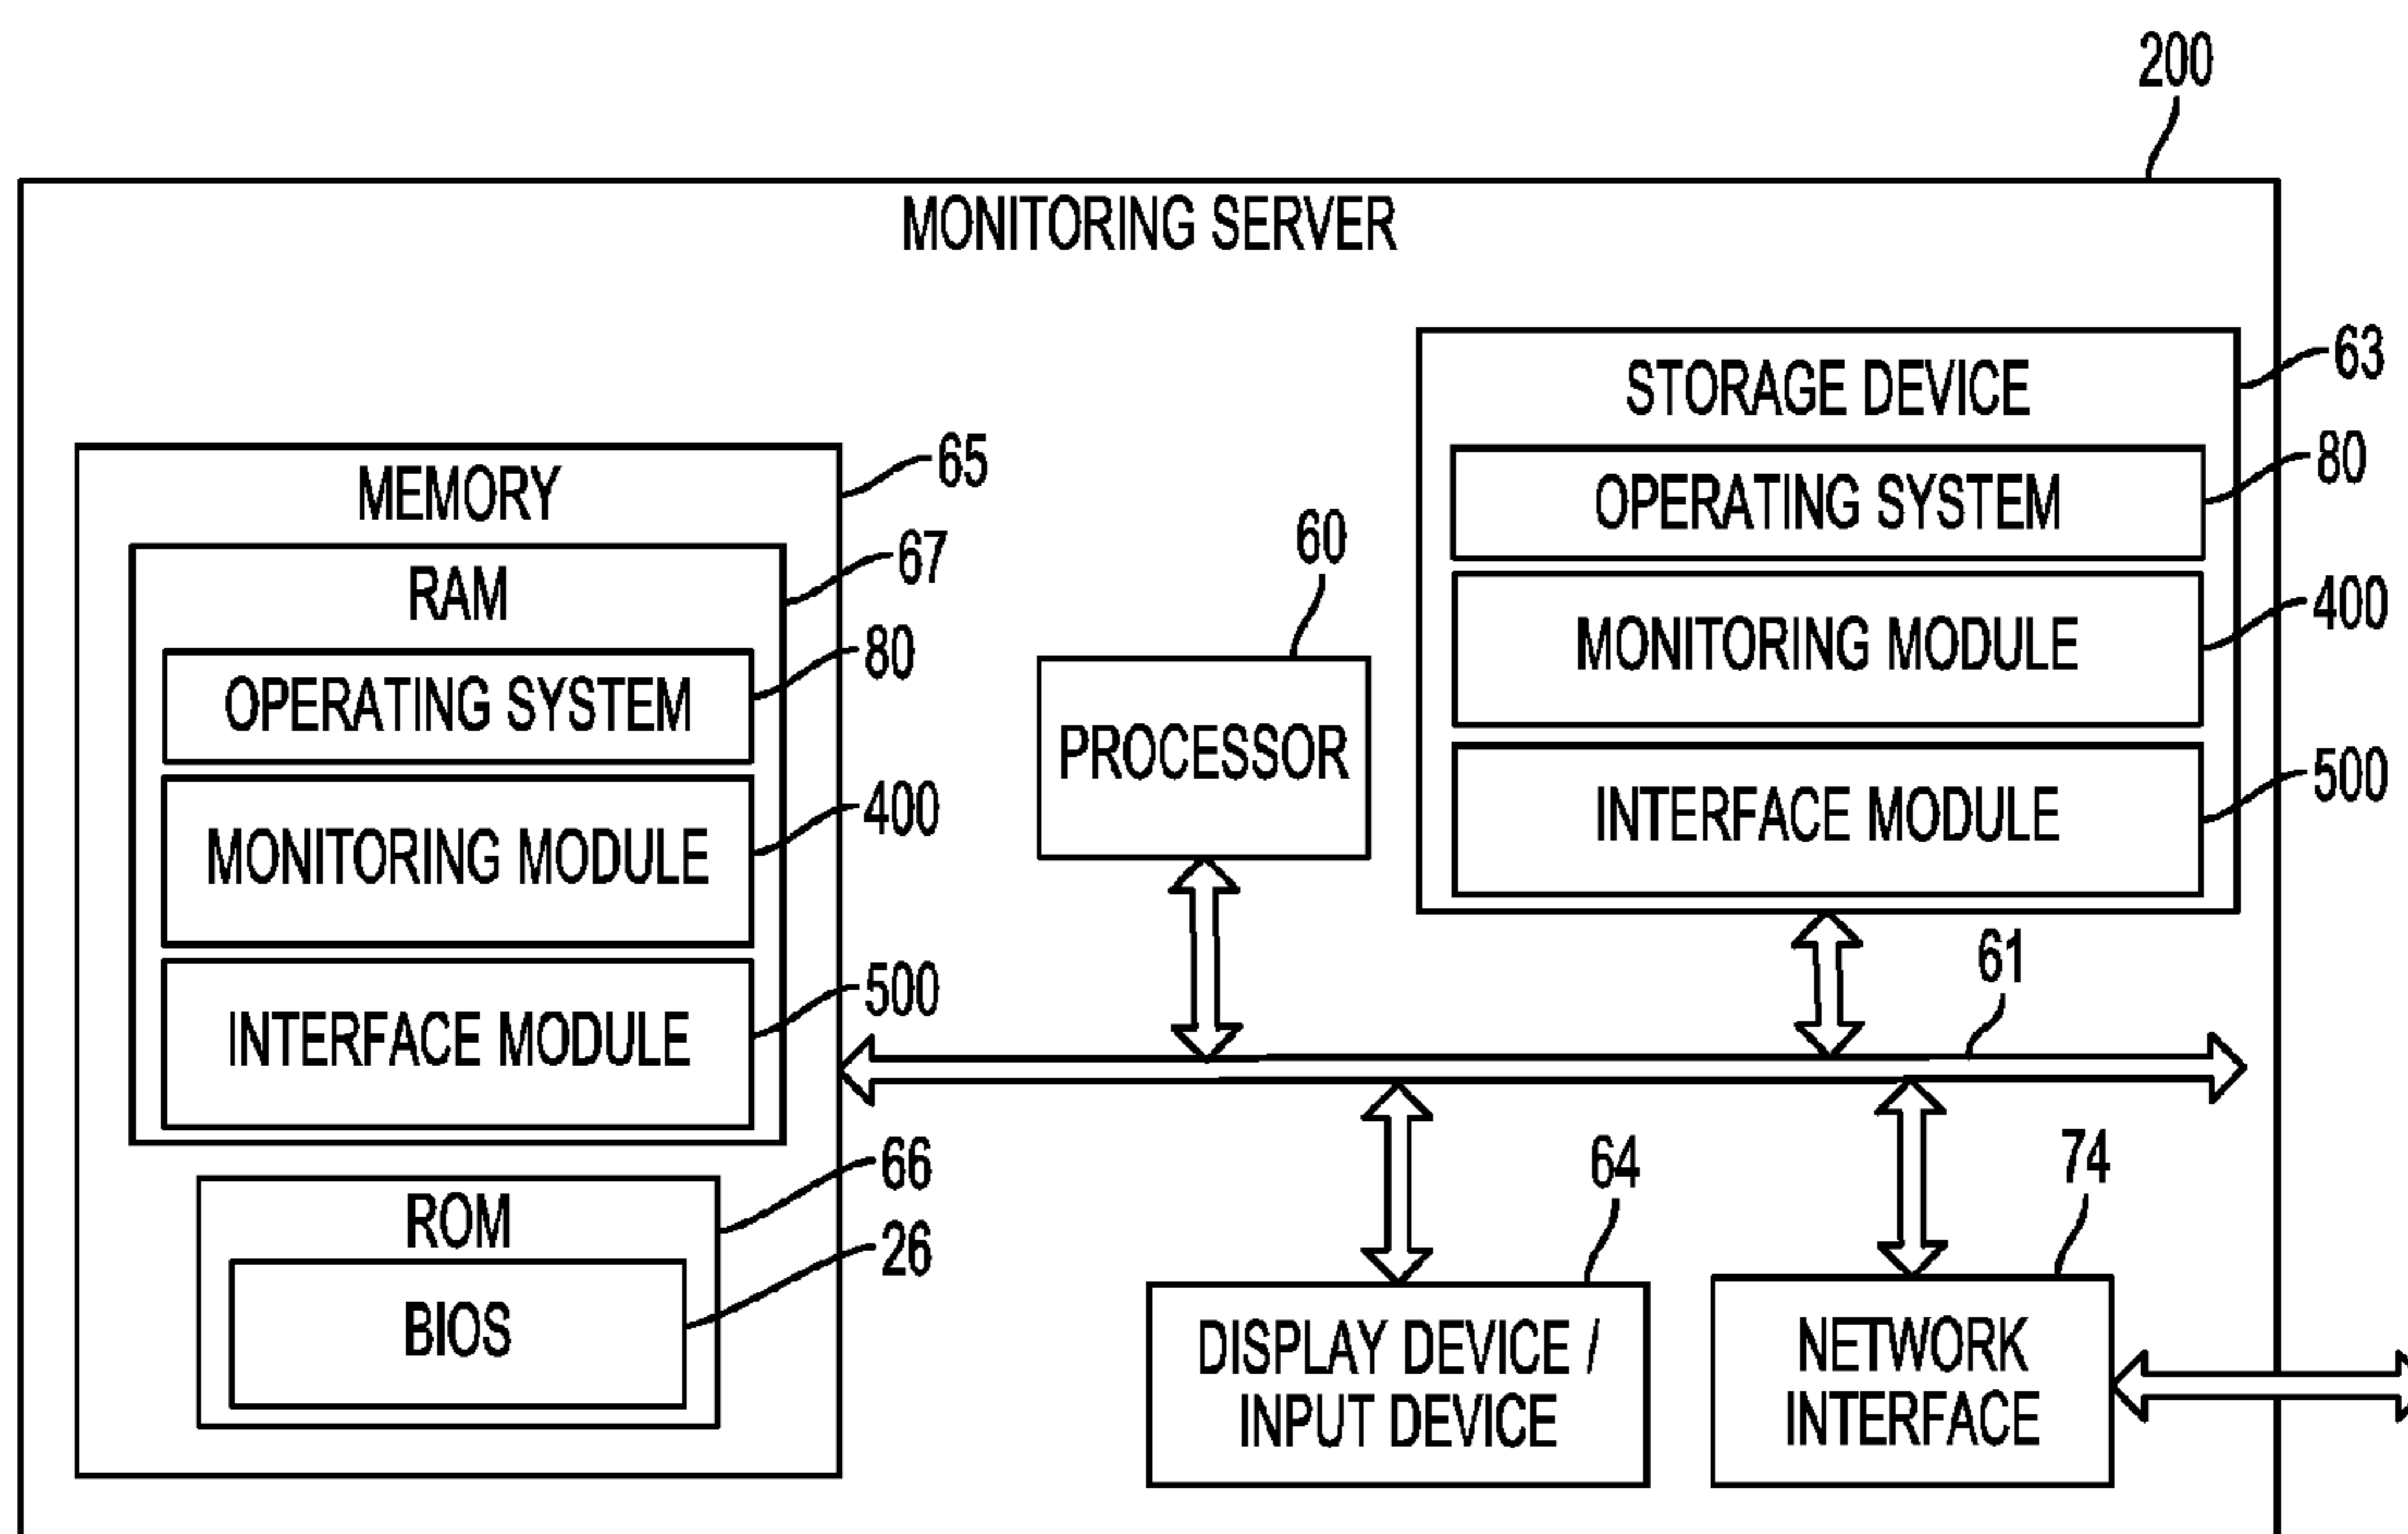 200
MONITORING SERVER
63
STORAGE DEVICE
80
OPERATING SYSTEM
400
MONITORING MODULE
500
INTERFACE MODULE
65
MEMORY
67
RAM
80
OPERATING SYSTEM
400
MONITORING MODULE
500
INTERFACE MODULE
66
ROM
26
BIOS
60
PROCESSOR
61
64
DISPLAY DEVICE /
INPUT DEVICE
74
NETWORK
INTERFACE